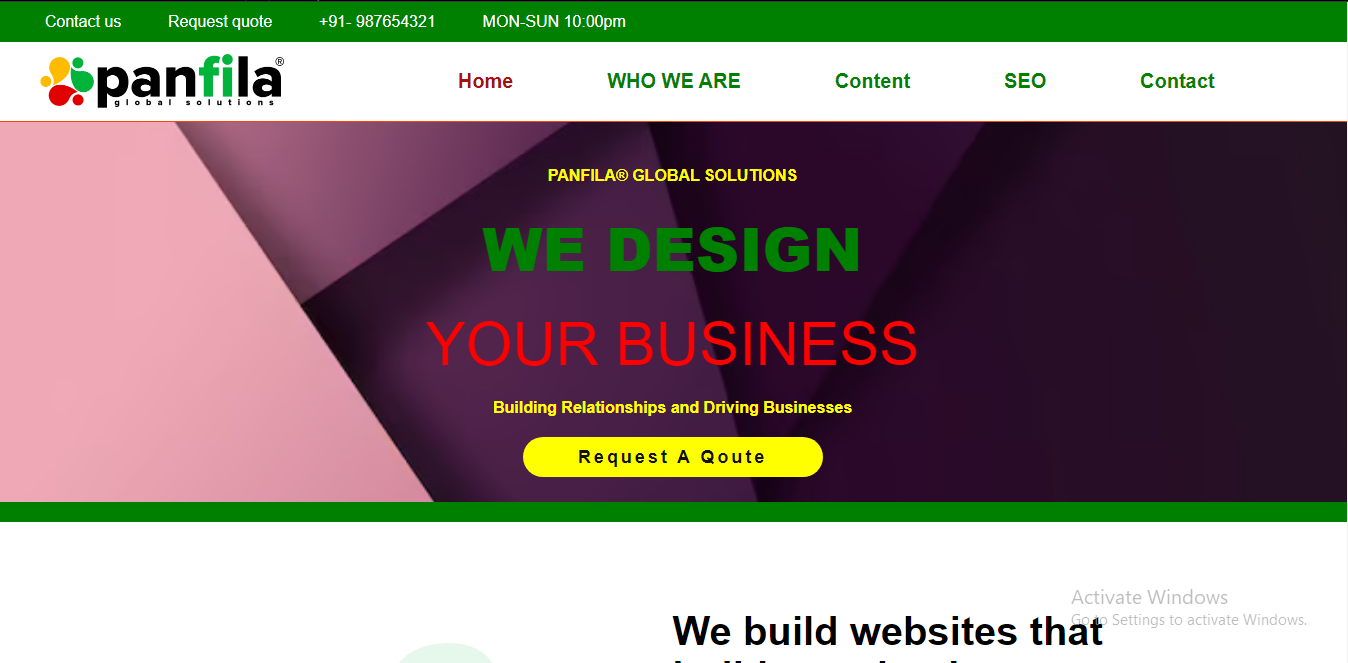 Contact us Request quote +91- 987654321 MON-SUN 10:00pm
panfila®
global solutions
Home WHO WE ARE Content SEO Contact
PANFILA® GLOBAL SOLUTIONS
WE DESIGN
YOUR BUSINESS
Building Relationships and Driving Businesses
Request A Qoute
Activate Windows
Go to Settings to activate Windows.
We build websites that